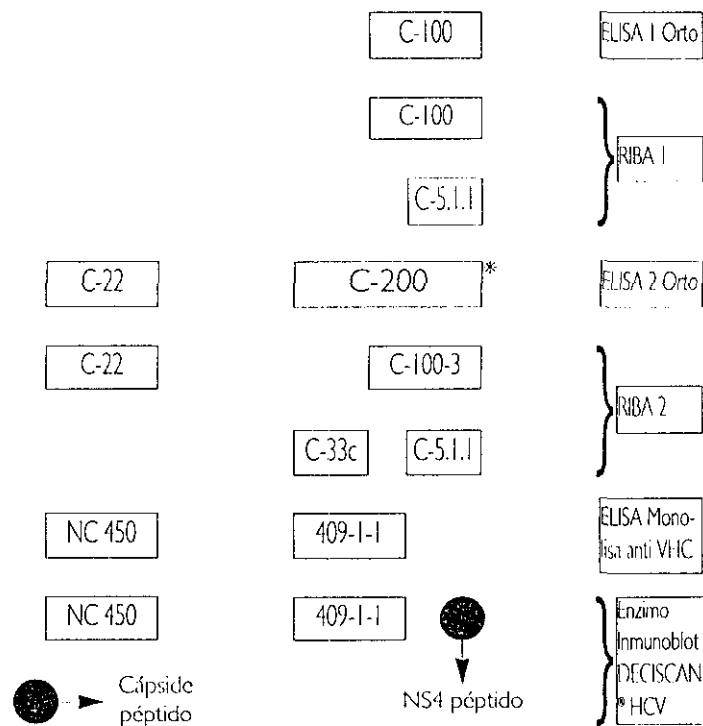 C-100
ELISA I Orto
C-100
RIBA I
C-5.1.1
C-22
C-200*
ELISA 2 Orto
C-22
C-100-3
RIBA 2
C-33c
C-5.1.1
NC 450
409-1-1
ELISA Mono-
lisa anti VHC
NC 450
409-1-1
Enzimo
Inmunoblot
DECISCAN
® HCV
Cápside
péptido
NS4 péptido